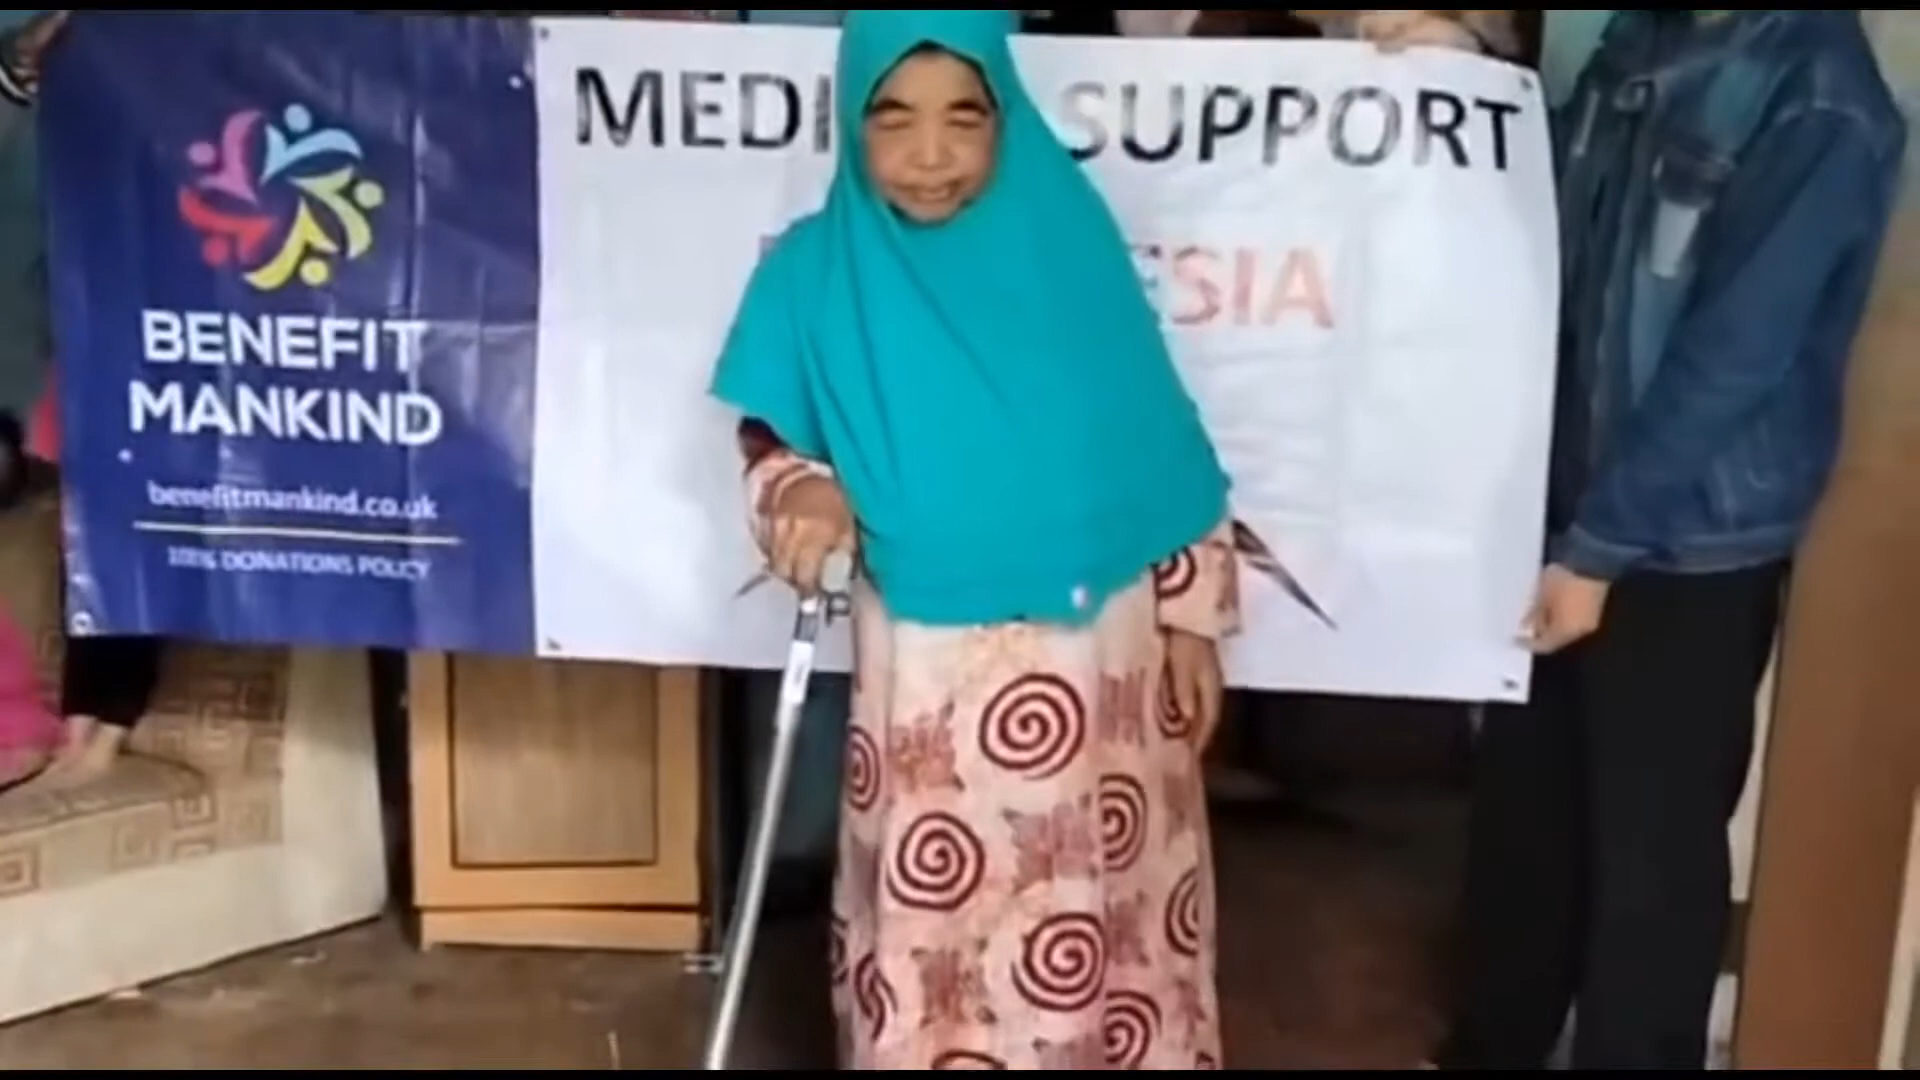 BENEFIT
MANKIND
benefitmankind.co.uk
100% DONATIONS POLICY
MEDI SUPPORT
ESIA